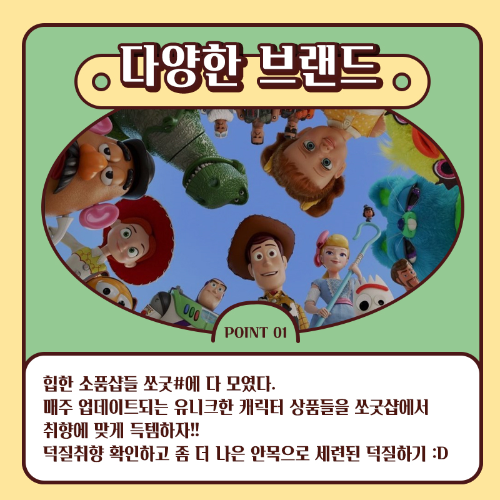 다양한 브랜드
POINT 01
힙한 소품샵들 쏘굿#에 다 모였다.
매주 업데이트되는 유니크한 캐릭터 상품들을 쏘굿샵에서
취향에 맞게 득템하자!!
덕질취향 확인하고 좀 더 나은 안목으로 세련된 덕질하기 :D